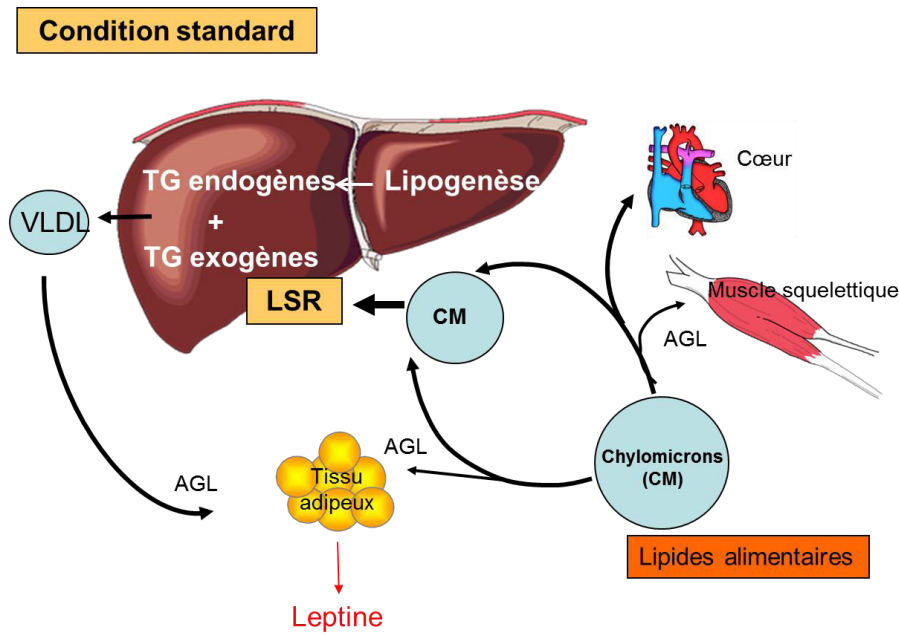 Condition standard
Cœur
TG endogènes
Lipogenèse
+
VLDL
TG exogènes
LSR
CM
Muscle squelettique
AGL
AGL
Chylomicrons
(CM)
Tissu
adipeux
AGL
Lipides alimentaires
Leptine